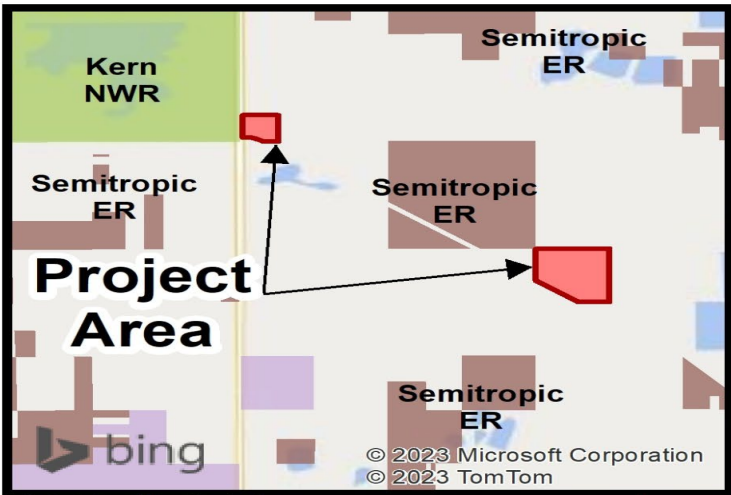 Kern
NWR
Semitropic
ER
Semitropic
ER
Semitropic
ER
Project
Area
Semitropic
ER
bing
© 2023 Microsoft Corporation
© 2023 TomTom